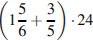 (1 5/6 + 3/5) · 24